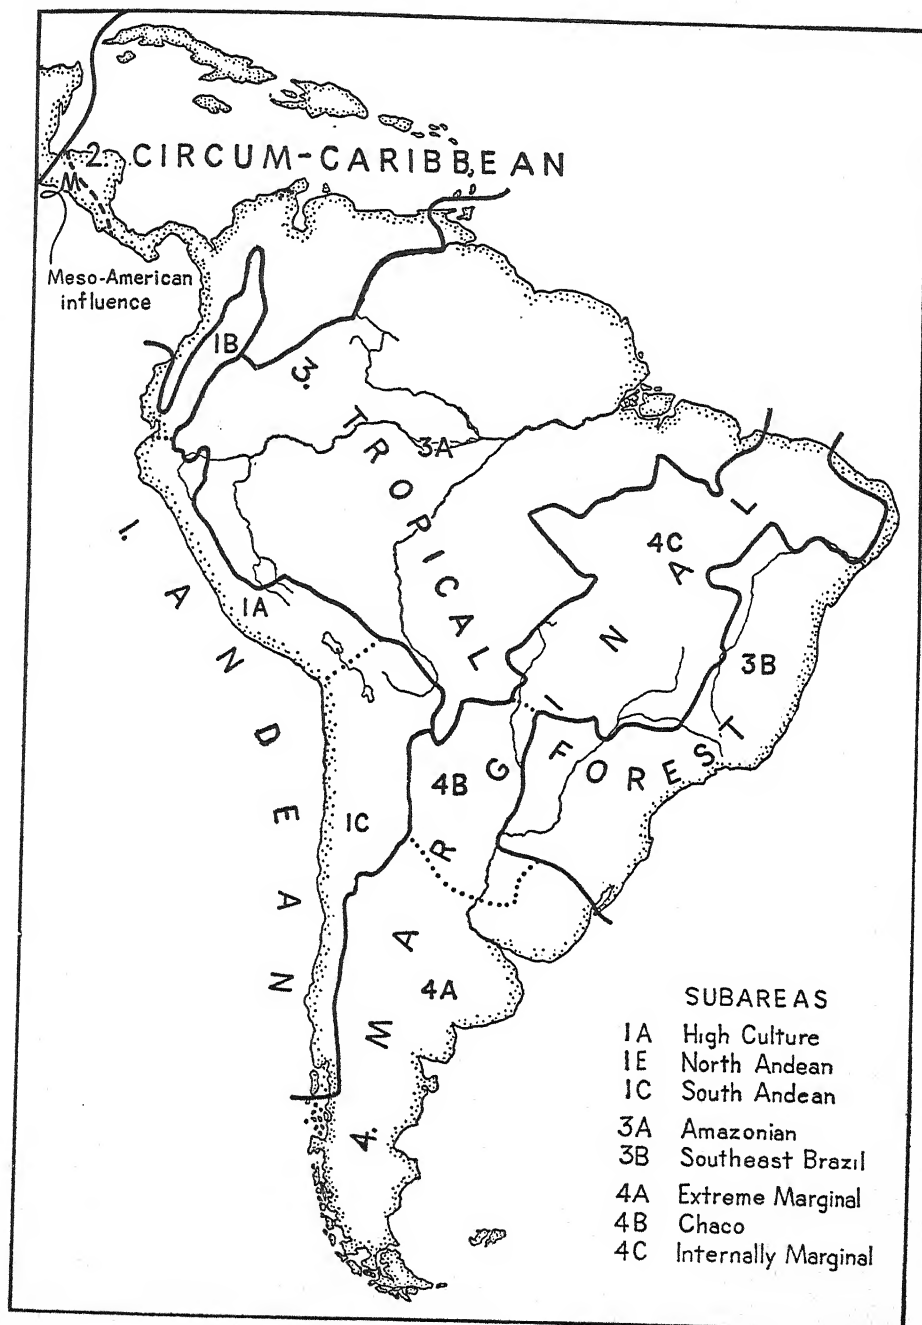 2. CIRCUM-CARIBBEAN
M
Meso-American
influence
1B
3. TROPICAL FOREST
3A
1. ANDEAN
1A
4C
3B
4B
1C
4. MARGINAL
4A
SUBAREAS
1A High Culture
1E North Andean
1C South Andean
3A Amazonian
3B Southeast Brazil
4A Extreme Marginal
4B Chaco
4C Internally Marginal